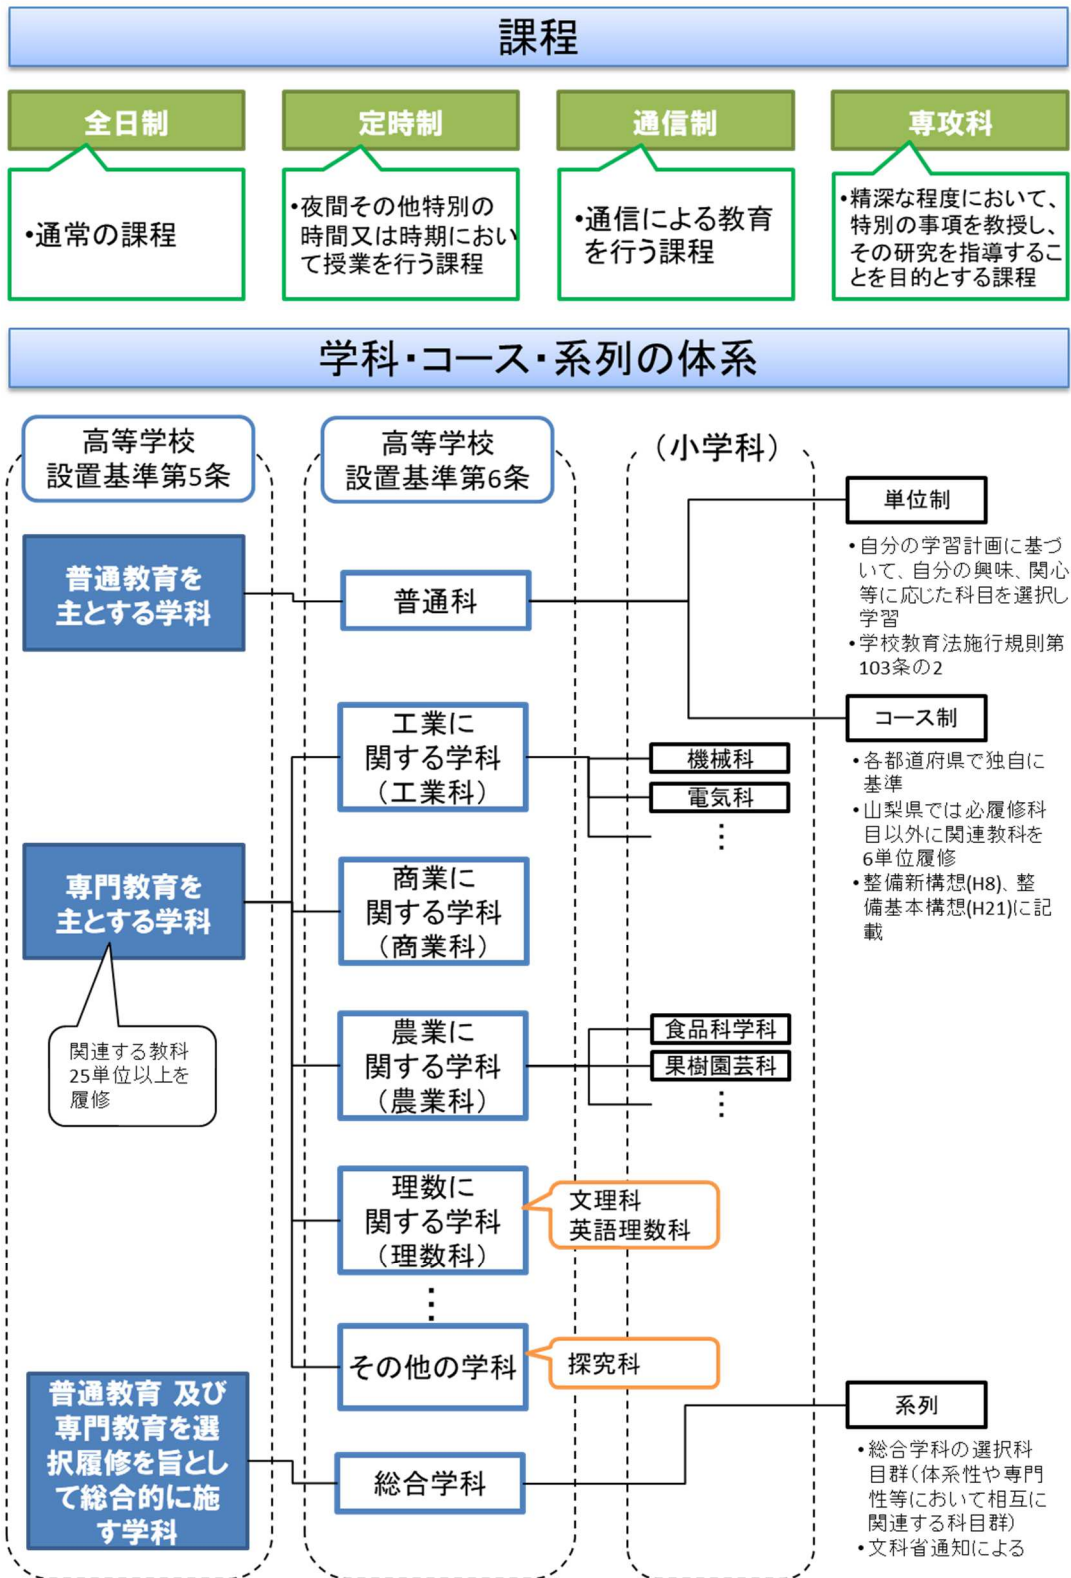 課程
全日制
定時制
通信制
専攻科
•通常の課程
•夜間その他特別の
時間又は時期におい
て授業を行う課程
•通信による教育
を行う課程
•精深な程度において、
特別の事項を教授し、
その研究を指導するこ
とを目的とする課程
学科・コース・系列の体系
高等学校
設置基準第5条
高等学校
設置基準第6条
（小学科）
普通教育を
主とする学科
普通科
単位制
•自分の学習計画に基づ
いて、自分の興味、関心
等に応じた科目を選択し
学習
•学校教育法施行規則第
103条の2
コース制
•各都道府県で独自に
基準
•山梨県では必履修科
目以外に関連教科を
6単位履修
•整備新構想(H8)、整
備基本構想(H21)に記
載
専門教育を
主とする学科
関連する教科
25単位以上を
履修
工業に
関する学科
（工業科）
機械科
電気科
⋮
商業に
関する学科
（商業科）
農業に
関する学科
（農業科）
食品科学科
果樹園芸科
⋮
理数に
関する学科
（理数科）
文理科
英語理数科
⋮
その他の学科
探究科
普通教育 及び
専門教育を選
択履修を旨とし
て総合的に施
す学科
総合学科
系列
•総合学科の選択科
目群(体系性や専門
性等において相互に
関連する科目群)
•文科省通知による